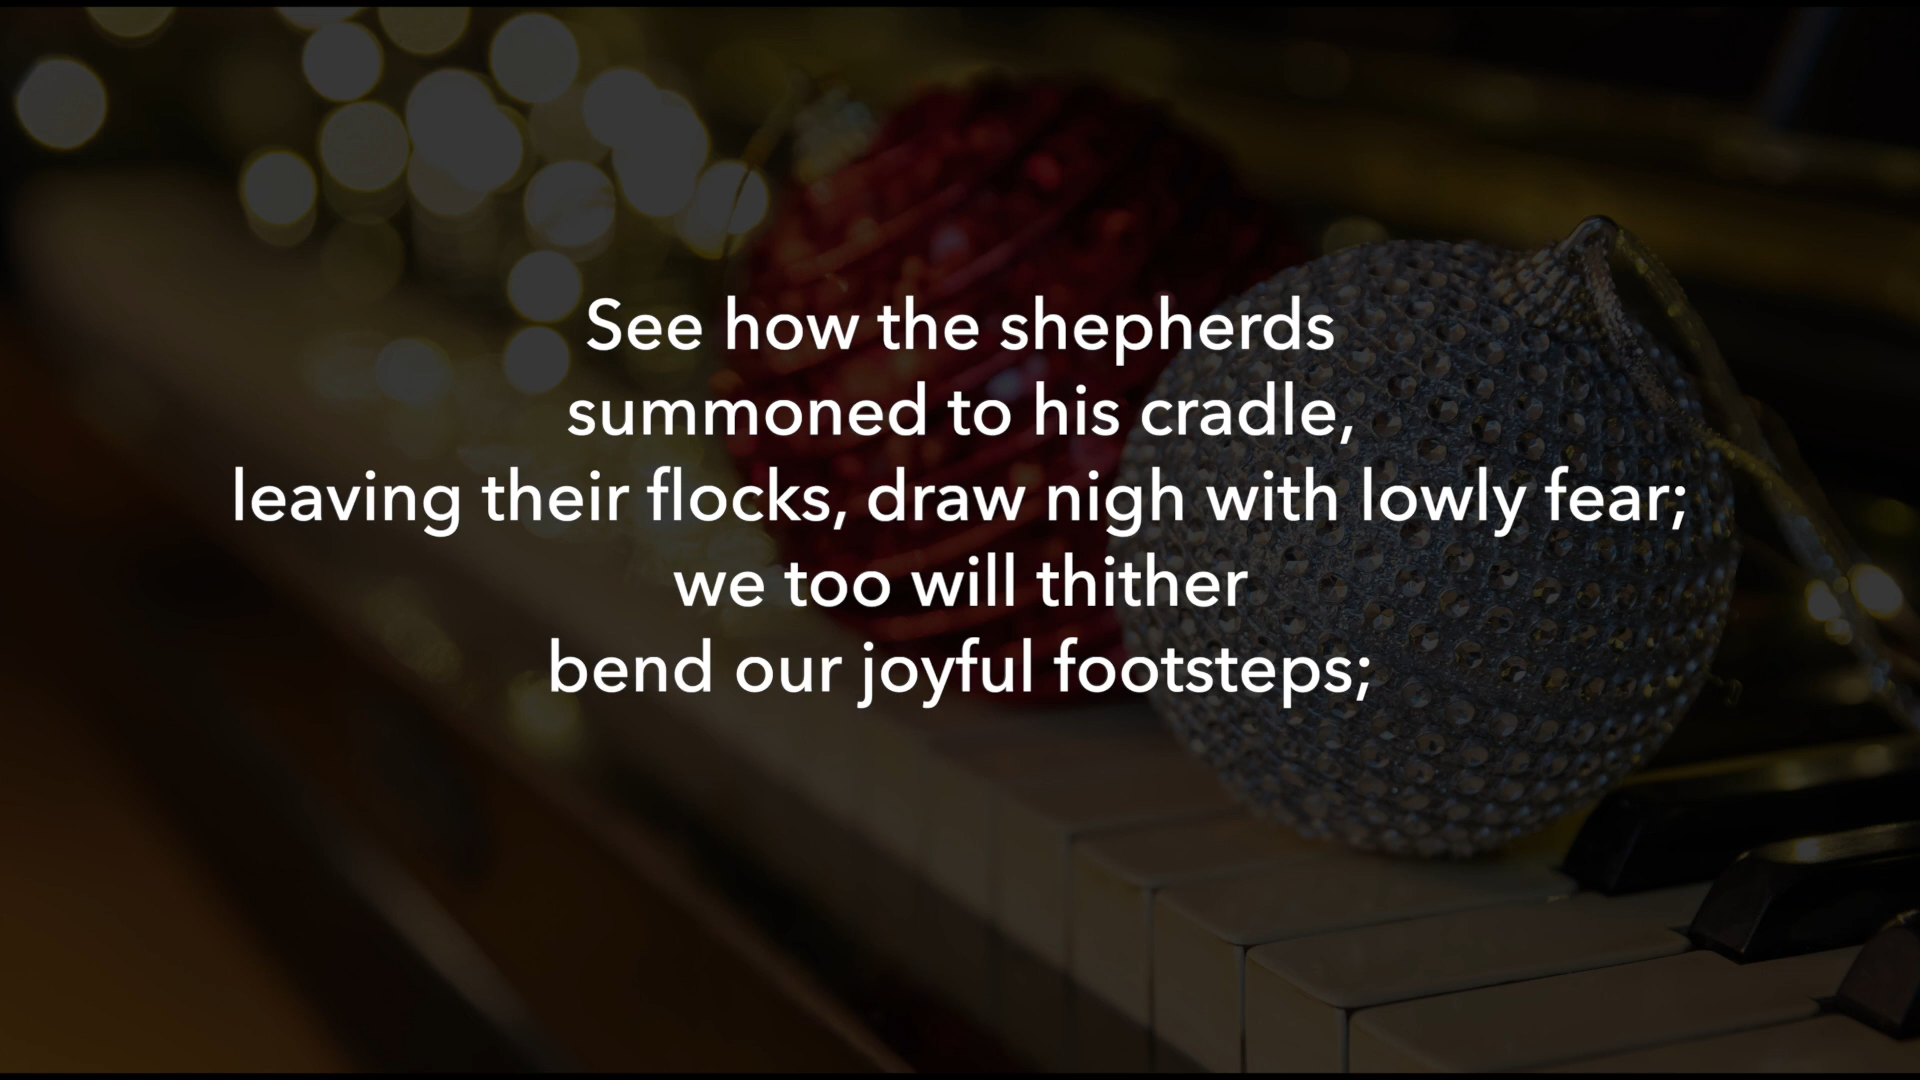 See how the shepherds
summoned to his cradle,
leaving their flocks, draw nigh with lowly fear;
we too will thither
bend our joyful footsteps;